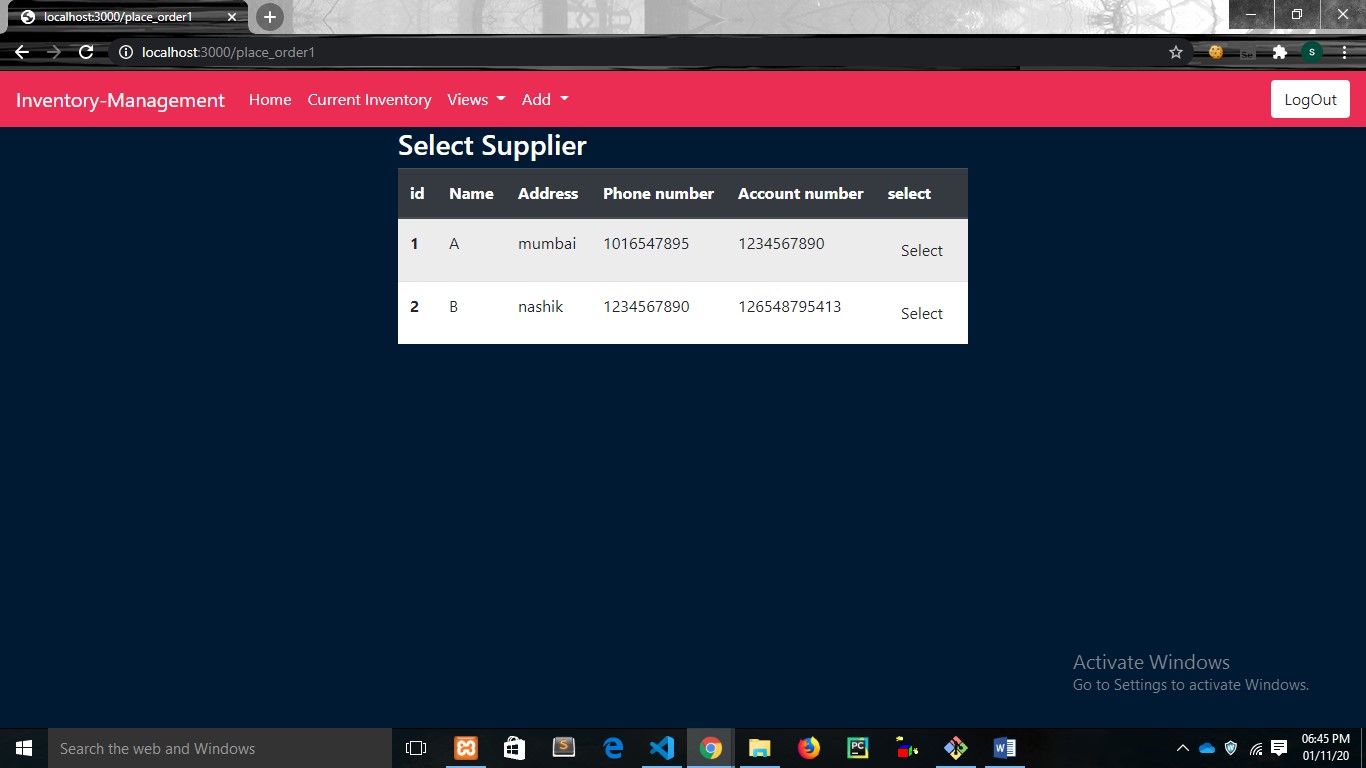 localhost:3000/place_order1
localhost:3000/place_order1
S
Inventory-Management Home Current Inventory Views Add LogOut
Select Supplier
id Name Address Phone number Account number select
1 A mumbai 1016547895 1234567890 Select
2 B nashik 1234567890 126548795413 Select
Activate Windows
Go to Settings to activate Windows.
Search the web and Windows
S
PC
W
06:45 PM
01/11/20